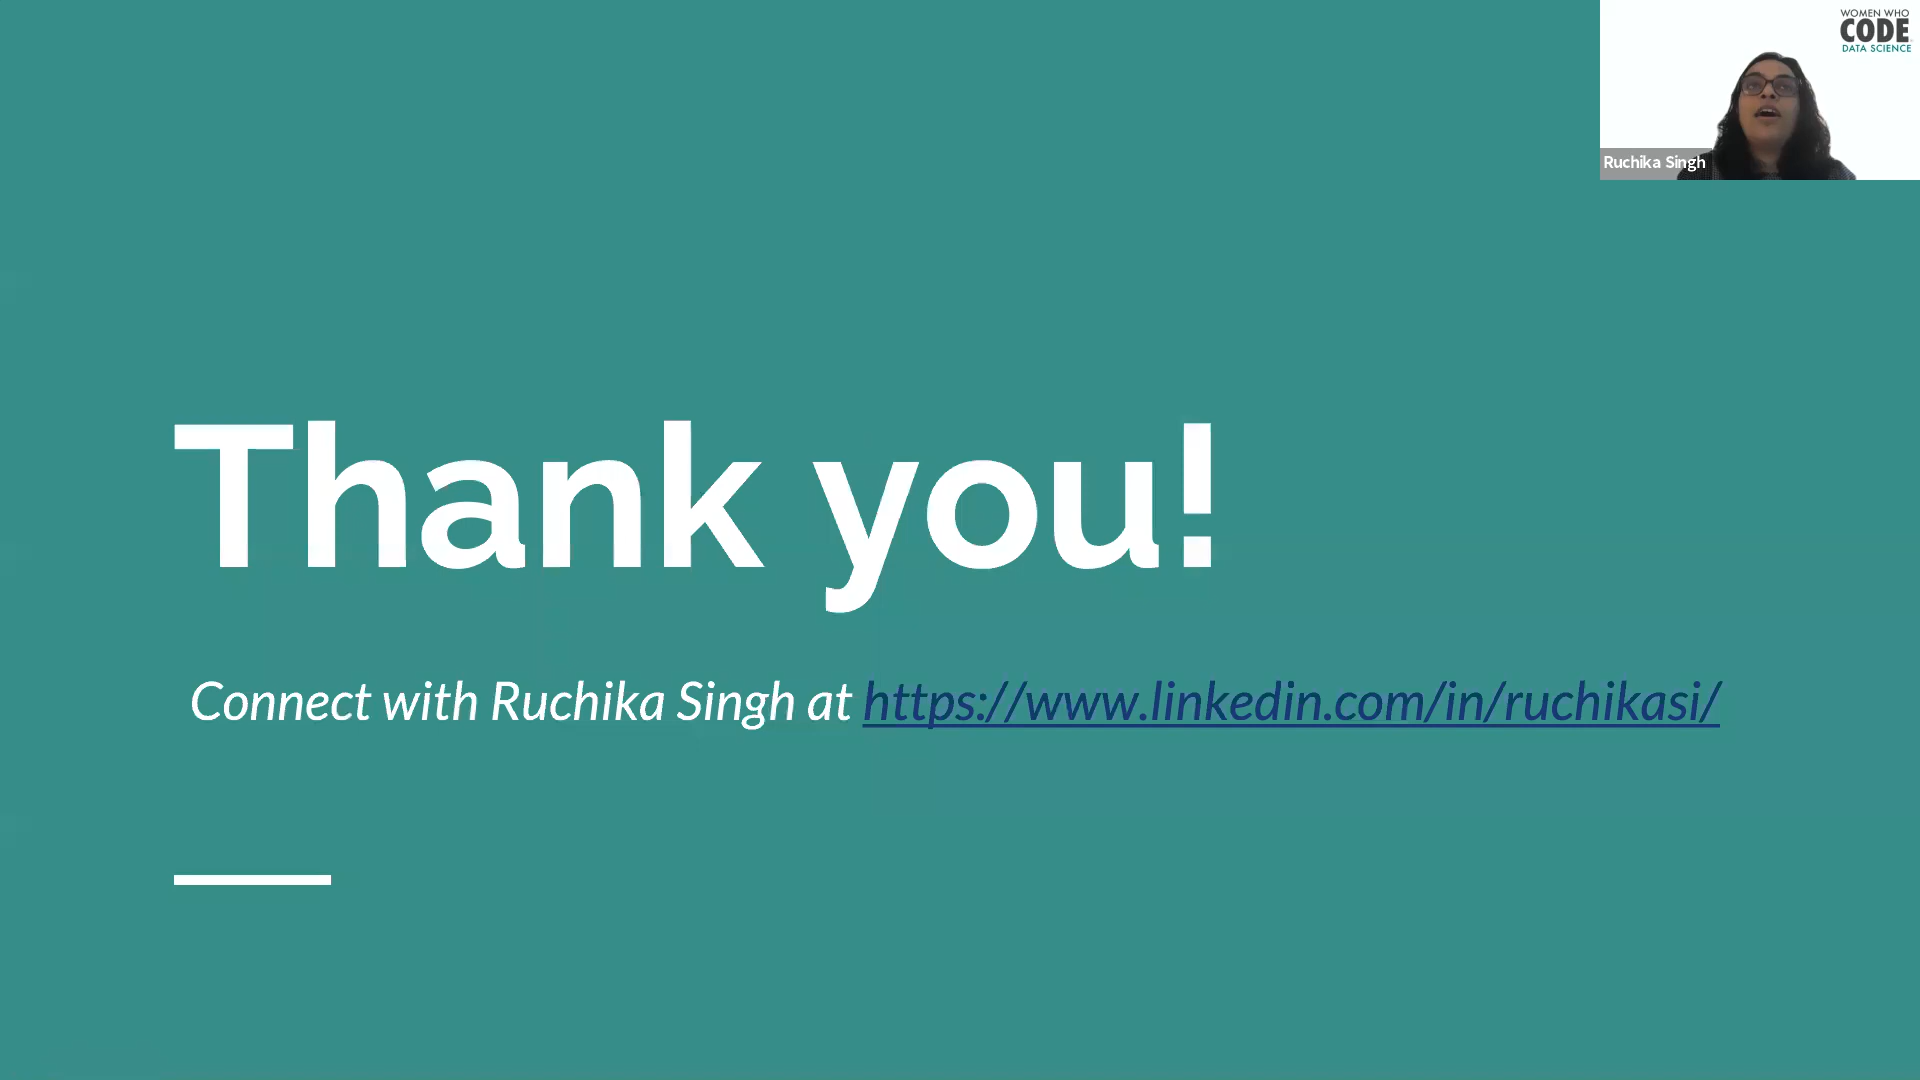 WOMEN WHO
CODE
DATA SCIENCE
Ruchika Singh
Thank you!
Connect with Ruchika Singh at https://www.linkedin.com/in/ruchikasi/